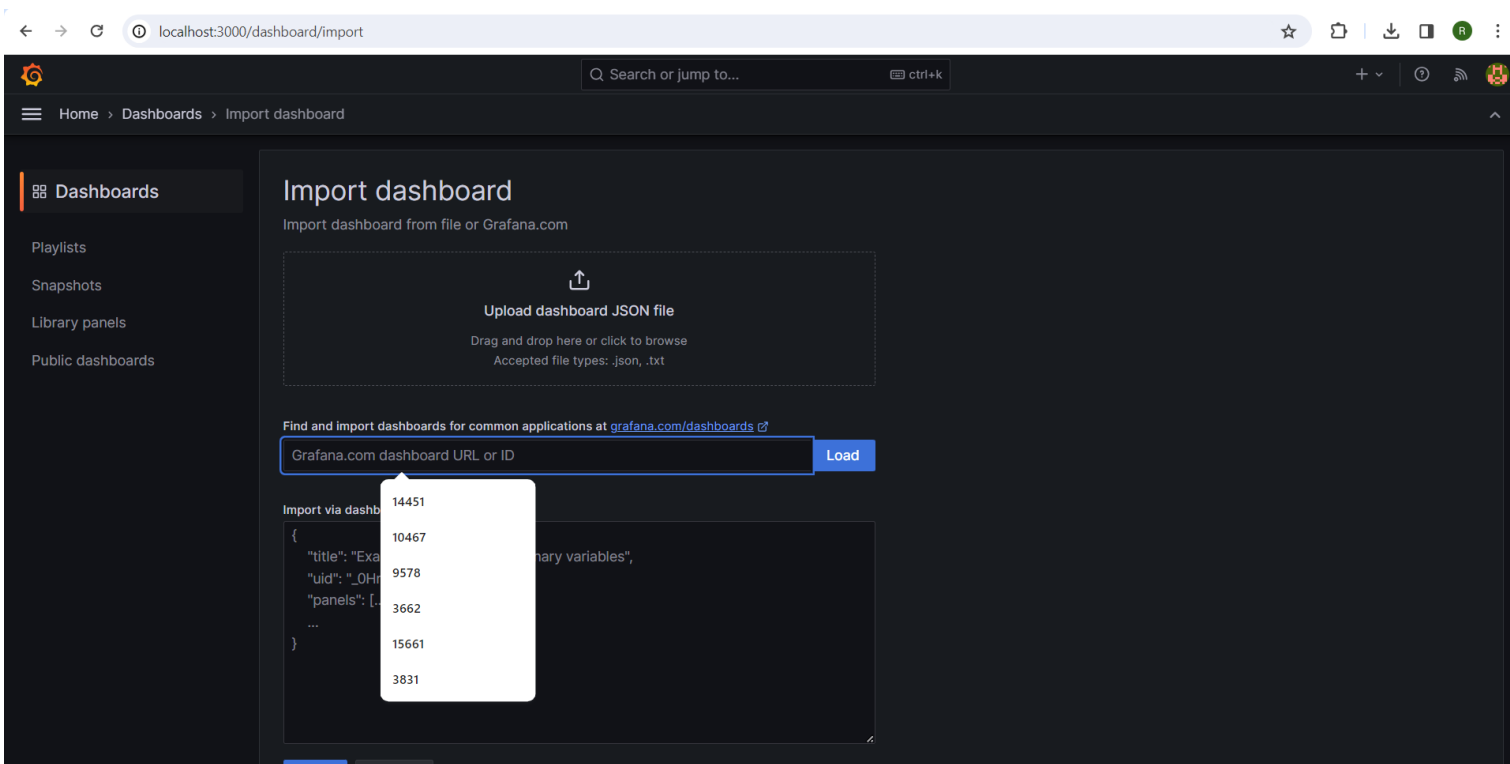 localhost:3000/dashboard/import
R
Search or jump to...
ctrl+k
Home › Dashboards › Import dashboard
Dashboards
Playlists
Snapshots
Library panels
Public dashboards
Import dashboard
Import dashboard from file or Grafana.com
Upload dashboard JSON file
Drag and drop here or click to browse
Accepted file types: .json, .txt
Find and import dashboards for common applications at grafana.com/dashboards
Grafana.com dashboard URL or ID
Load
14451
10467
9578
3662
15661
3831
Import via
{
"title": "nary variables",
"uid":
"panels": [
...
}